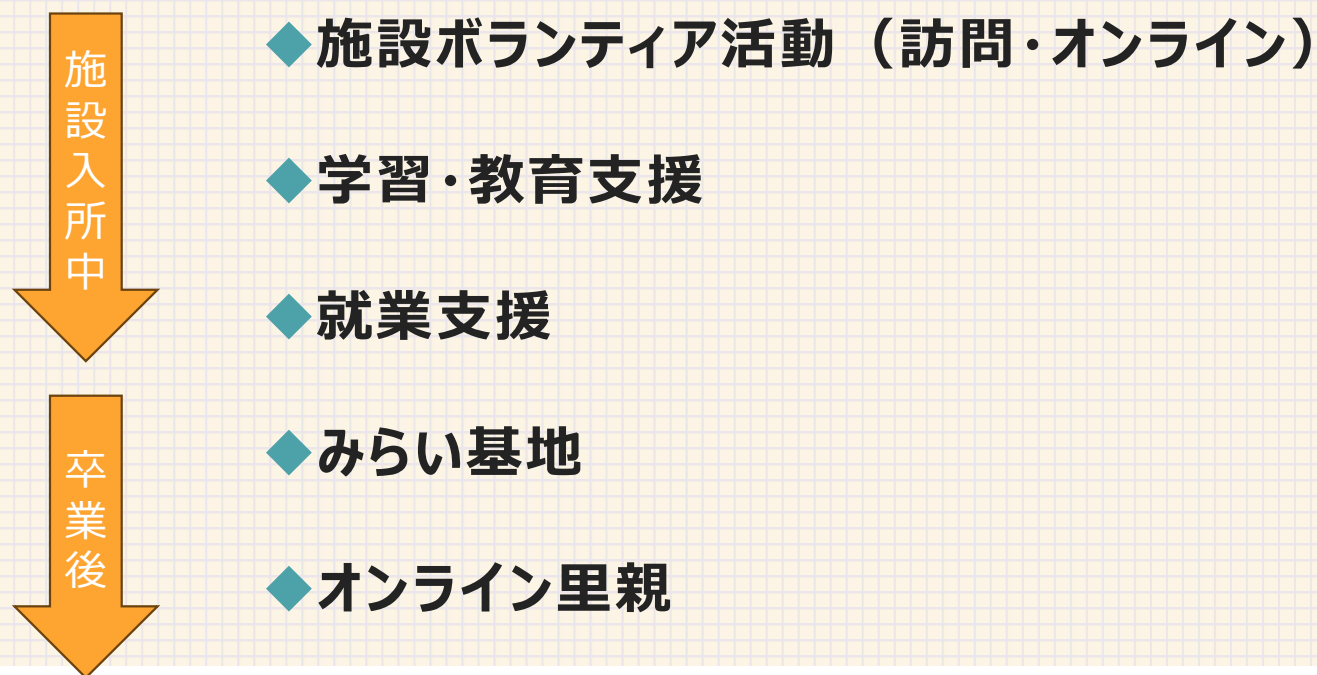 施設入所中
◆施設ボランティア活動（訪問・オンライン）
◆学習・教育支援
◆就業支援
卒業後
◆みらい基地
◆オンライン里親